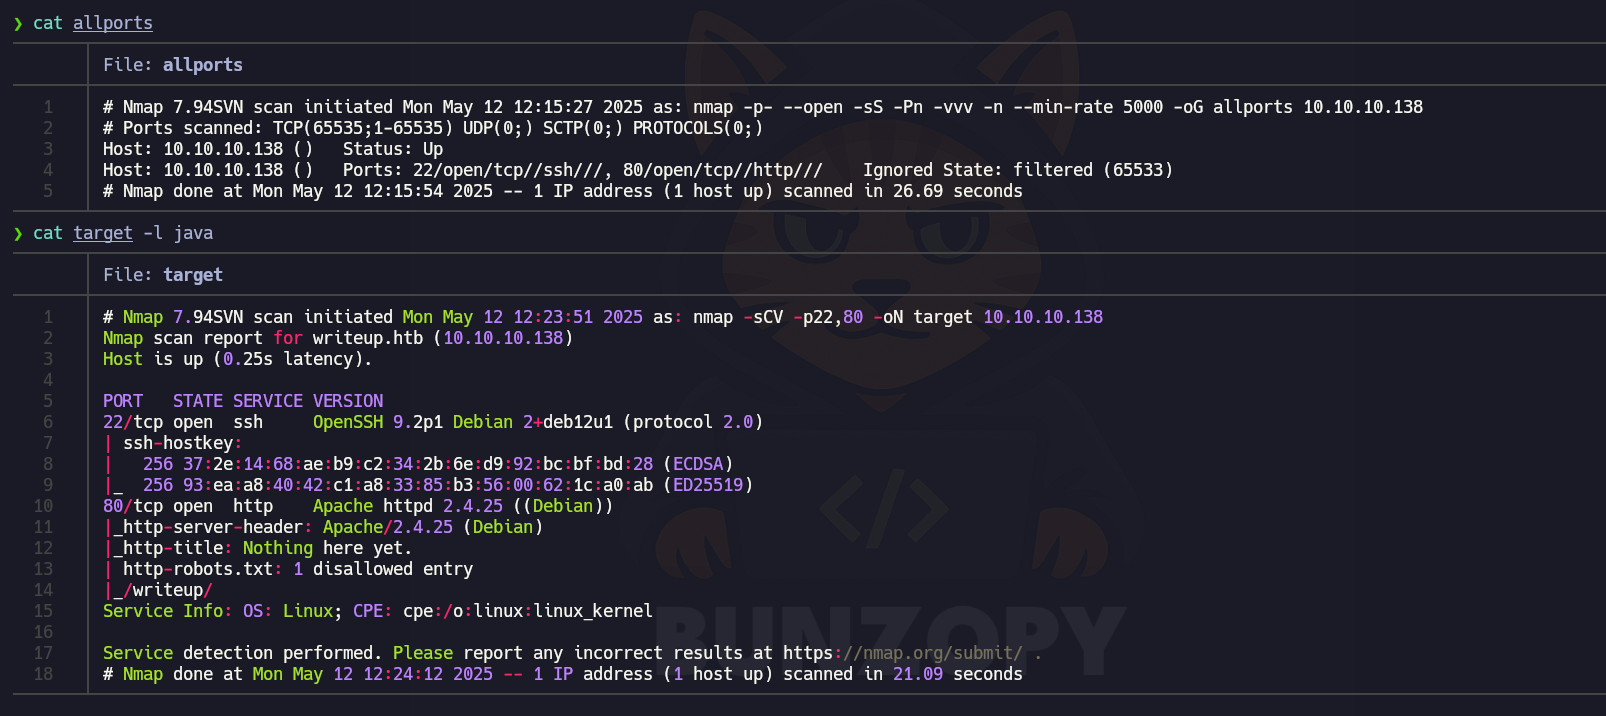 ❯ cat allports
File: allports
1 # Nmap 7.94SVN scan initiated Mon May 12 12:15:27 2025 as: nmap -p- --open -sS -Pn -vvv -n --min-rate 5000 -oG allports 10.10.10.138
2 # Ports scanned: TCP(65535;1-65535) UDP(0;) SCTP(0;) PROTOCOLS(0;)
3 Host: 10.10.10.138 ()   Status: Up
4 Host: 10.10.10.138 ()   Ports: 22/open/tcp//ssh///, 80/open/tcp//http///    Ignored State: filtered (65533)
5 # Nmap done at Mon May 12 12:15:54 2025 -- 1 IP address (1 host up) scanned in 26.69 seconds
❯ cat target -l java
File: target
1 # Nmap 7.94SVN scan initiated Mon May 12 12:23:51 2025 as: nmap -sCV -p22,80 -oN target 10.10.10.138
2 Nmap scan report for writeup.htb (10.10.10.138)
3 Host is up (0.25s latency).
4
5 PORT   STATE SERVICE VERSION
6 22/tcp open  ssh     OpenSSH 9.2p1 Debian 2+deb12u1 (protocol 2.0)
7 | ssh-hostkey:
8 |   256 37:2e:14:68:ae:b9:c2:34:2b:6e:d9:92:bc:bf:bd:28 (ECDSA)
9 |_  256 93:ea:a8:40:42:c1:a8:33:85:b3:56:00:62:1c:a0:ab (ED25519)
10 80/tcp open  http    Apache httpd 2.4.25 ((Debian))
11 |_http-server-header: Apache/2.4.25 (Debian)
12 |_http-title: Nothing here yet.
13 | http-robots.txt: 1 disallowed entry
14 |_/writeup/
15 Service Info: OS: Linux; CPE: cpe:/o:linux:linux_kernel
16
17 Service detection performed. Please report any incorrect results at https://nmap.org/submit/ .
18 # Nmap done at Mon May 12 12:24:12 2025 -- 1 IP address (1 host up) scanned in 21.09 seconds
</>
BUNZOPY